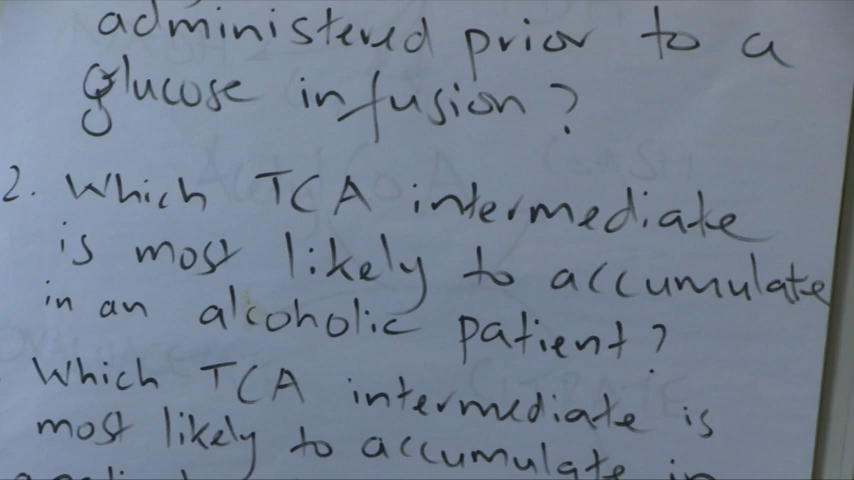 administered prior to a
glucose infusion?
2. Which TCA intermediate
is most likely to accumulate
in an alcoholic patient?
Which TCA intermediate is
most likely to accumulate in